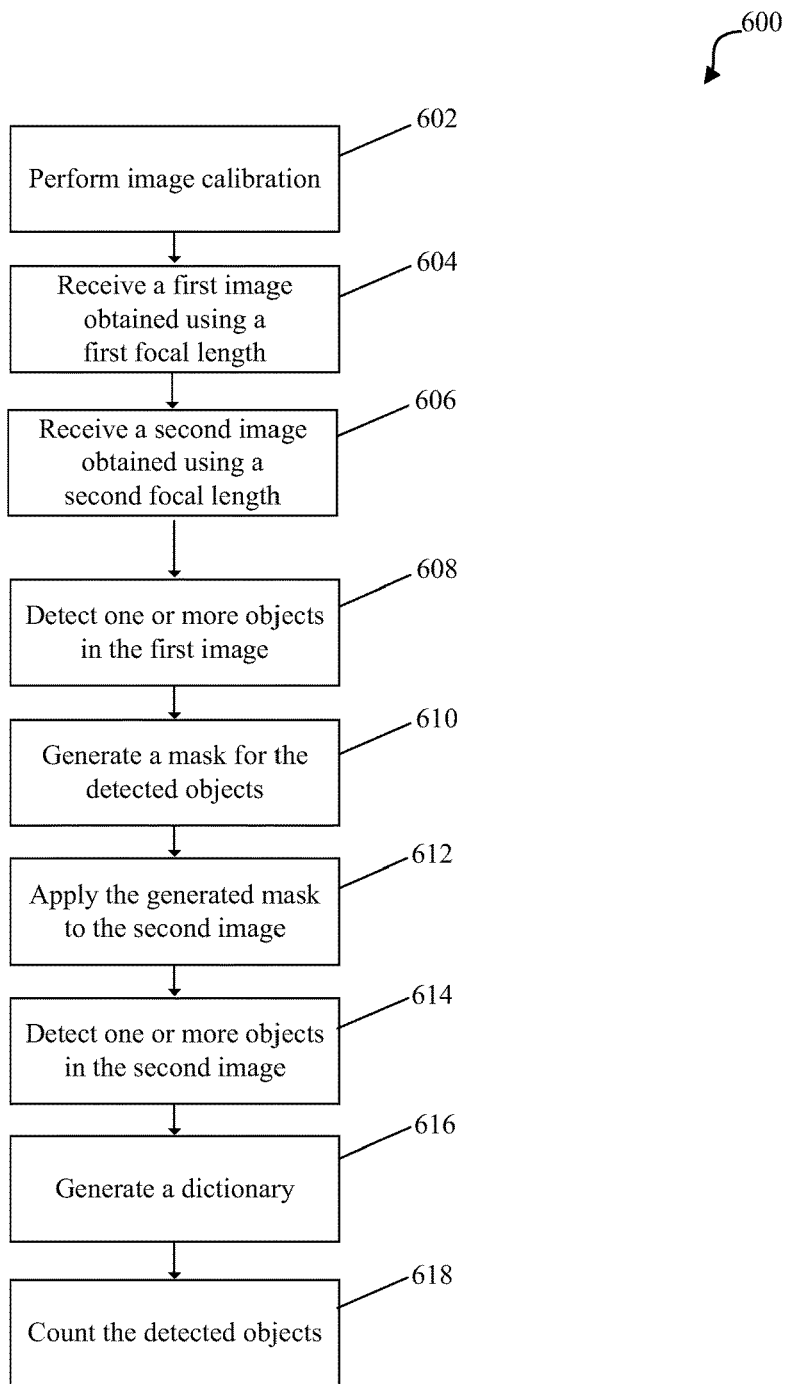 600
602
Perform image calibration
604
Receive a first image
obtained using a
first focal length
606
Receive a second image
obtained using a
second focal length
608
Detect one or more objects
in the first image
610
Generate a mask for the
detected objects
612
Apply the generated mask
to the second image
614
Detect one or more objects
in the second image
616
Generate a dictionary
618
Count the detected objects